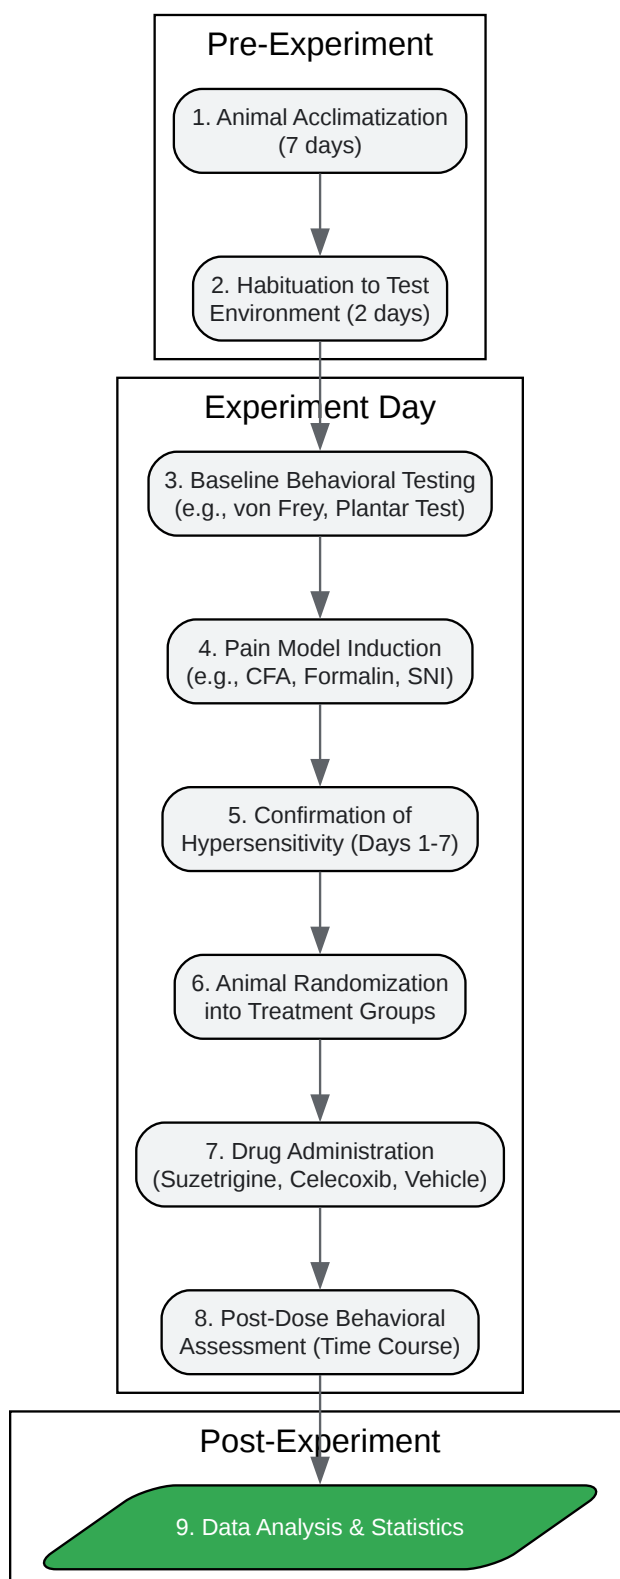 Pre-Experiment
1. Animal Acclimatization
(7 days)
2. Habituation to Test
Environment (2 days)
Experiment Day
3. Baseline Behavioral Testing
(e.g., von Frey, Plantar Test)
4. Pain Model Induction
(e.g., CFA, Formalin, SNI)
5. Confirmation of
Hypersensitivity (Days 1-7)
6. Animal Randomization
into Treatment Groups
7. Drug Administration
(Suzetrigine, Celecoxib, Vehicle)
8. Post-Dose Behavioral
Assessment (Time Course)
Post-Experiment
9. Data Analysis & Statistics